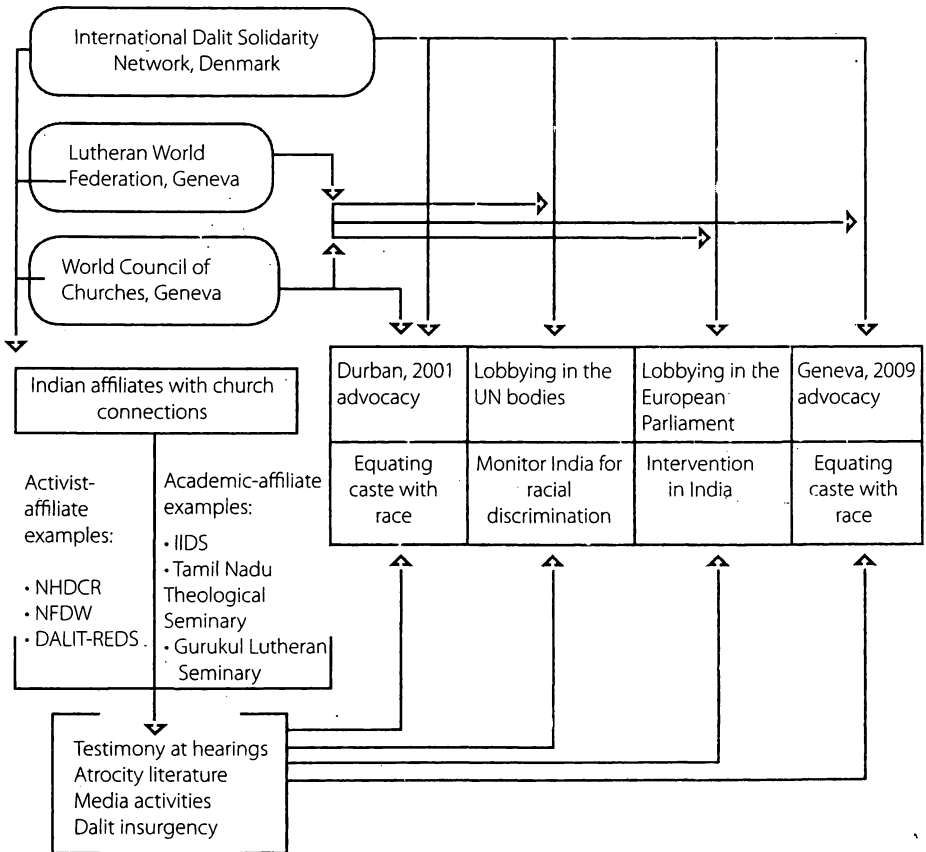 International Dalit Solidarity
Network, Denmark
Lutheran World
Federation, Geneva
World Council of
Churches, Geneva
Indian affiliates with church
connections
Durban, 2001
advocacy
Lobbying in the
UN bodies
Lobbying in the
European
Parliament
Geneva, 2009
advocacy
Equating
caste with
race
Monitor India for
racial
discrimination
Intervention
in India
Equating
caste with
race
Activist-
affiliate
examples:
• NHDCR
• NFDW
• DALIT-REDS
Academic-affiliate
examples:
• IIDS
• Tamil Nadu
Theological
Seminary
• Gurukul Lutheran
Seminary
Testimony at hearings
Atrocity literature
Media activities
Dalit insurgency